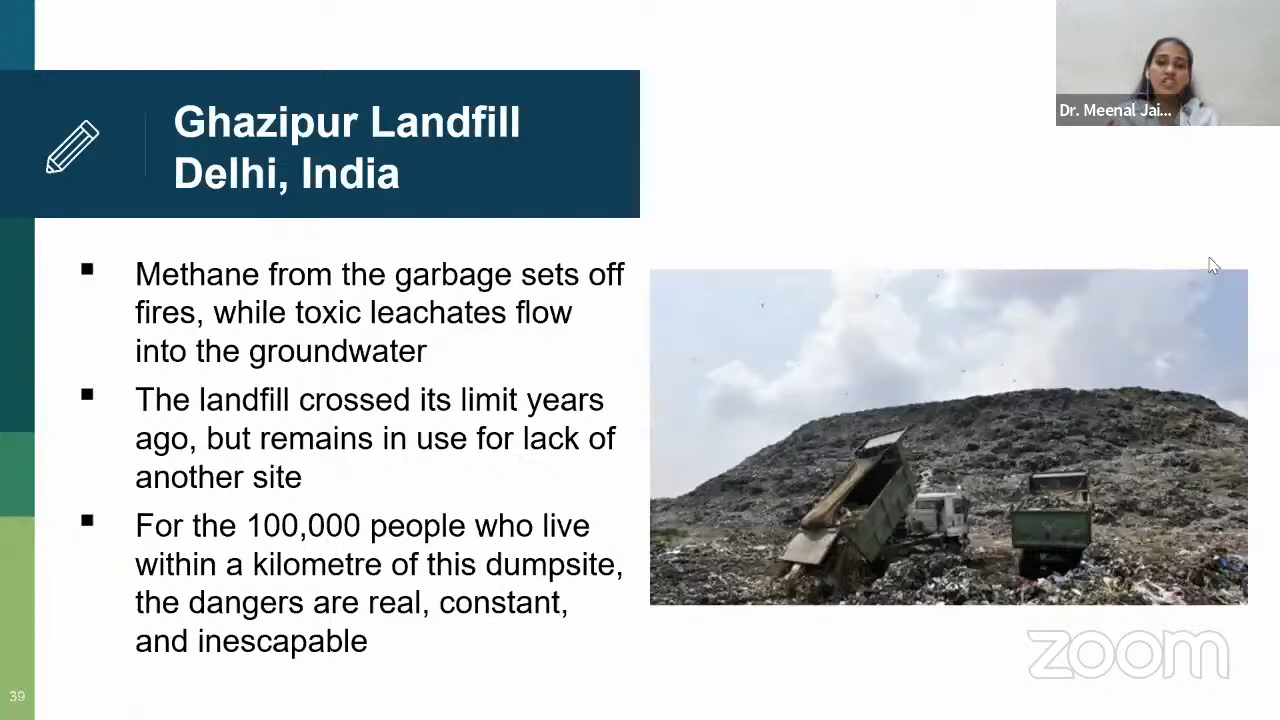 Ghazipur Landfill
Delhi, India
Dr. Meenal Jai...
▪ Methane from the garbage sets off
fires, while toxic leachates flow
into the groundwater
▪ The landfill crossed its limit years
ago, but remains in use for lack of
another site
▪ For the 100,000 people who live
within a kilometre of this dumpsite,
the dangers are real, constant,
and inescapable
zoom
39